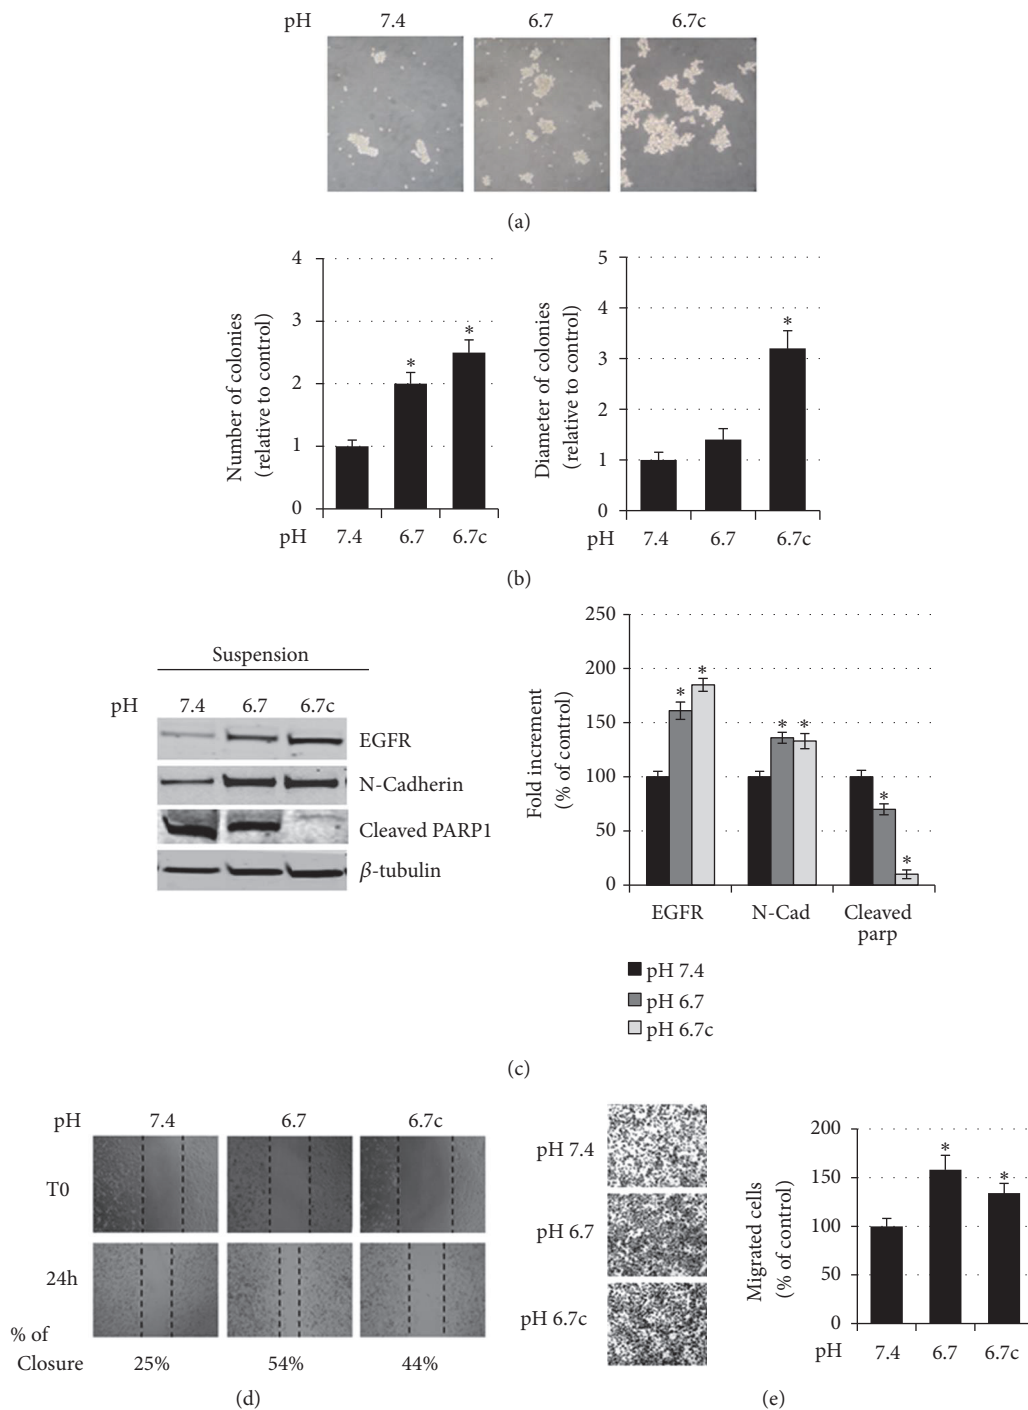 pH 7.4 6.7 6.7c
(a)
Number of colonies
(relative to control)
4
3
2
1
0
* *
pH 7.4 6.7 6.7c
Diameter of colonies
(relative to control)
5
4
3
2
1
0
*
pH 7.4 6.7 6.7c
(b)
Suspension
pH 7.4 6.7 6.7c
EGFR
N-Cadherin
Cleaved PARP1
β-tubulin
Fold increment
(% of control)
250
200
150
100
50
0
* * * * * *
EGFR N-Cad Cleaved
parp
pH 7.4
pH 6.7
pH 6.7c
(c)
pH 7.4 6.7 6.7c
T0
24h
% of
Closure 25% 54% 44%
(d)
pH 7.4
pH 6.7
pH 6.7c
Migrated cells
(% of control)
200
150
100
50
0
* *
pH 7.4 6.7 6.7c
(e)